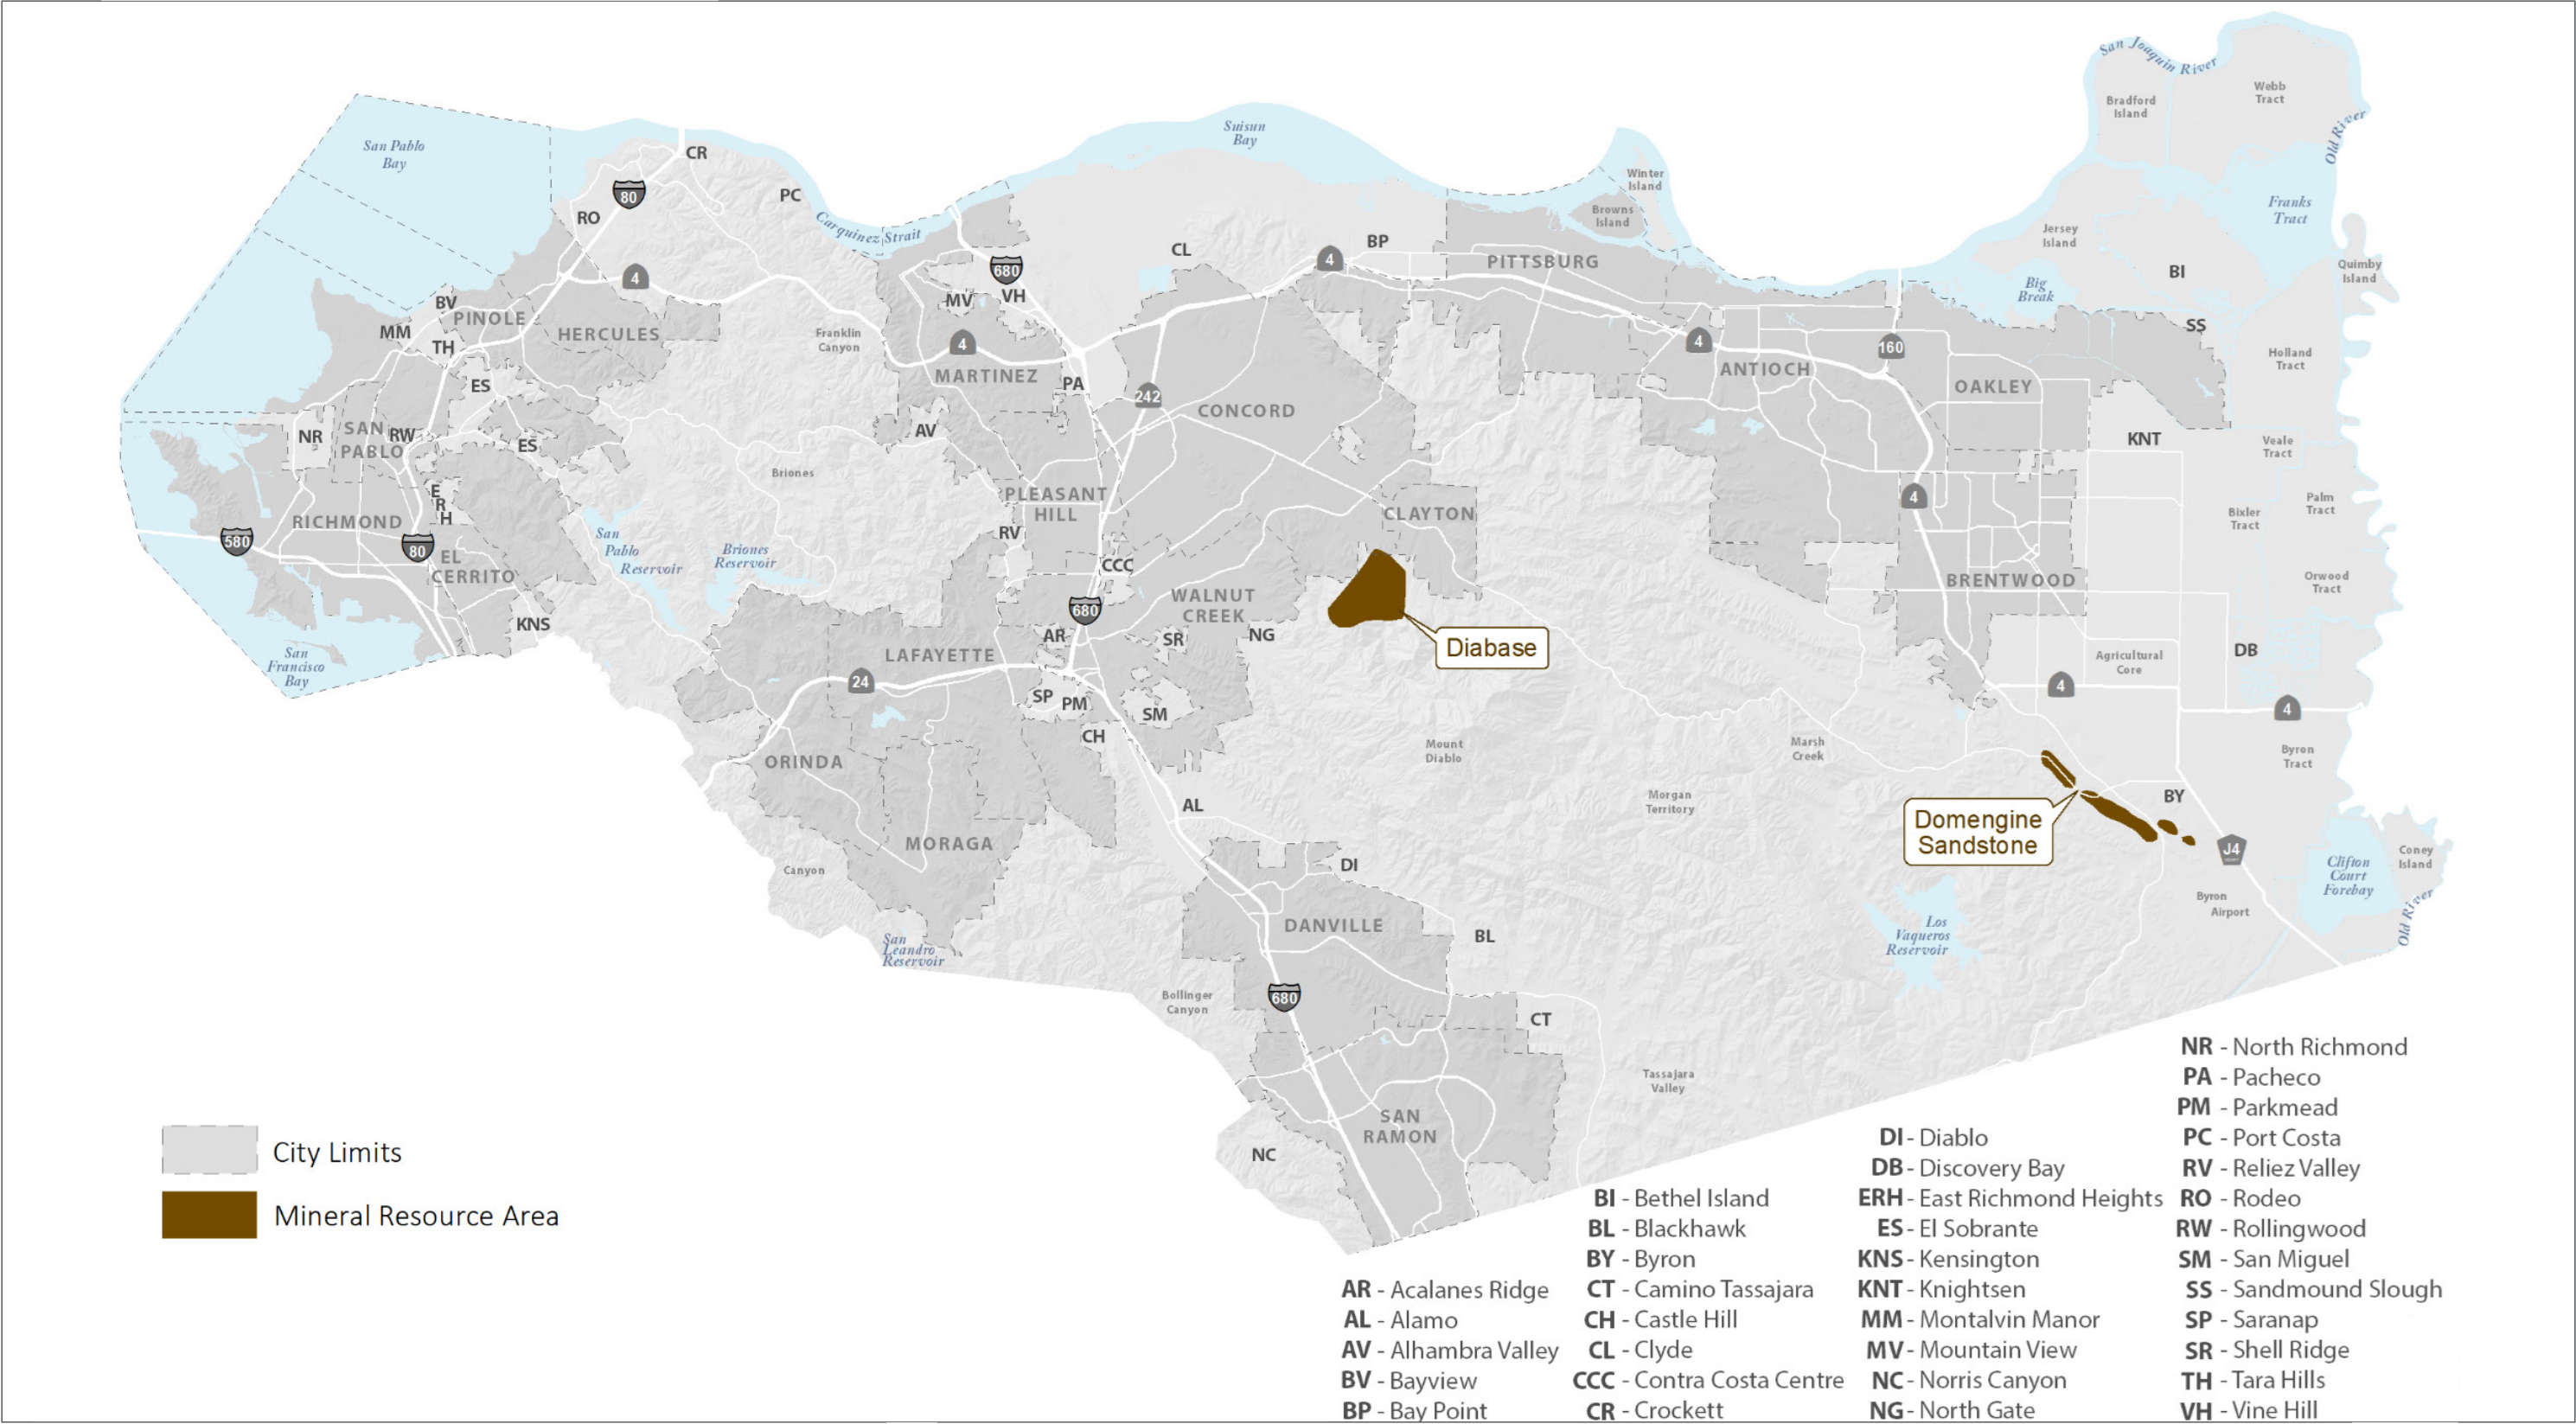 San Joaquin River
Webb
Tract
Bradford
Island
Old River
Suisun
Bay
San Pablo
Bay
CR
80
PC
Winter
Island
RO
Browns
Island
Franks
Tract
Carquinez Strait
CL
BP
4
PITTSBURG
Jersey
Island
BI
Quimby
Island
680
4
MV
VH
BV
PINOLE
Big
Break
MM
HERCULES
Franklin
Canyon
4
4
160
SS
TH
Holland
Tract
ES
MARTINEZ
PA
242
ANTIOCH
OAKLEY
CONCORD
NR
SAN
PABLO
RW
ES
AV
KNT
Veale
Tract
Briones
E
R
H
PLEASANT
HILL
4
Palm
Tract
RICHMOND
CLAYTON
Bixler
Tract
580
80
San
Pablo
Reservoir
Briones
Reservoir
RV
EL
CERRITO
CCC
BRENTWOOD
Orwood
Tract
680
WALNUT
CREEK
KNS
AR
SR
NG
Diabase
San
Francisco
Bay
LAFAYETTE
Agricultural
Core
DB
24
SP
PM
SM
4
4
CH
ORINDA
Mount
Diablo
Marsh
Creek
Byron
Tract
AL
Morgan
Territory
BY
Domengine
Sandstone
MORAGA
J4
Coney
Island
Canyon
DI
Clifton
Court
Forebay
Byron
Airport
Old River
DANVILLE
BL
Los
Vaqueros
Reservoir
San
Leandro
Reservoir
680
Bollinger
Canyon
CT
Tassajara
Valley
SAN
RAMON
NC
City Limits
Mineral Resource Area
AR - Acalanes Ridge
AL - Alamo
AV - Alhambra Valley
BV - Bayview
BP - Bay Point
BI - Bethel Island
BL - Blackhawk
BY - Byron
CT - Camino Tassajara
CH - Castle Hill
CL - Clyde
CCC - Contra Costa Centre
CR - Crockett
DI - Diablo
DB - Discovery Bay
ERH - East Richmond Heights
ES - El Sobrante
KNS - Kensington
KNT - Knightsen
MM - Montalvin Manor
MV - Mountain View
NC - Norris Canyon
NG - North Gate
NR - North Richmond
PA - Pacheco
PM - Parkmead
PC - Port Costa
RV - Reliez Valley
RO - Rodeo
RW - Rollingwood
SM - San Miguel
SS - Sandmound Slough
SP - Saranap
SR - Shell Ridge
TH - Tara Hills
VH - Vine Hill